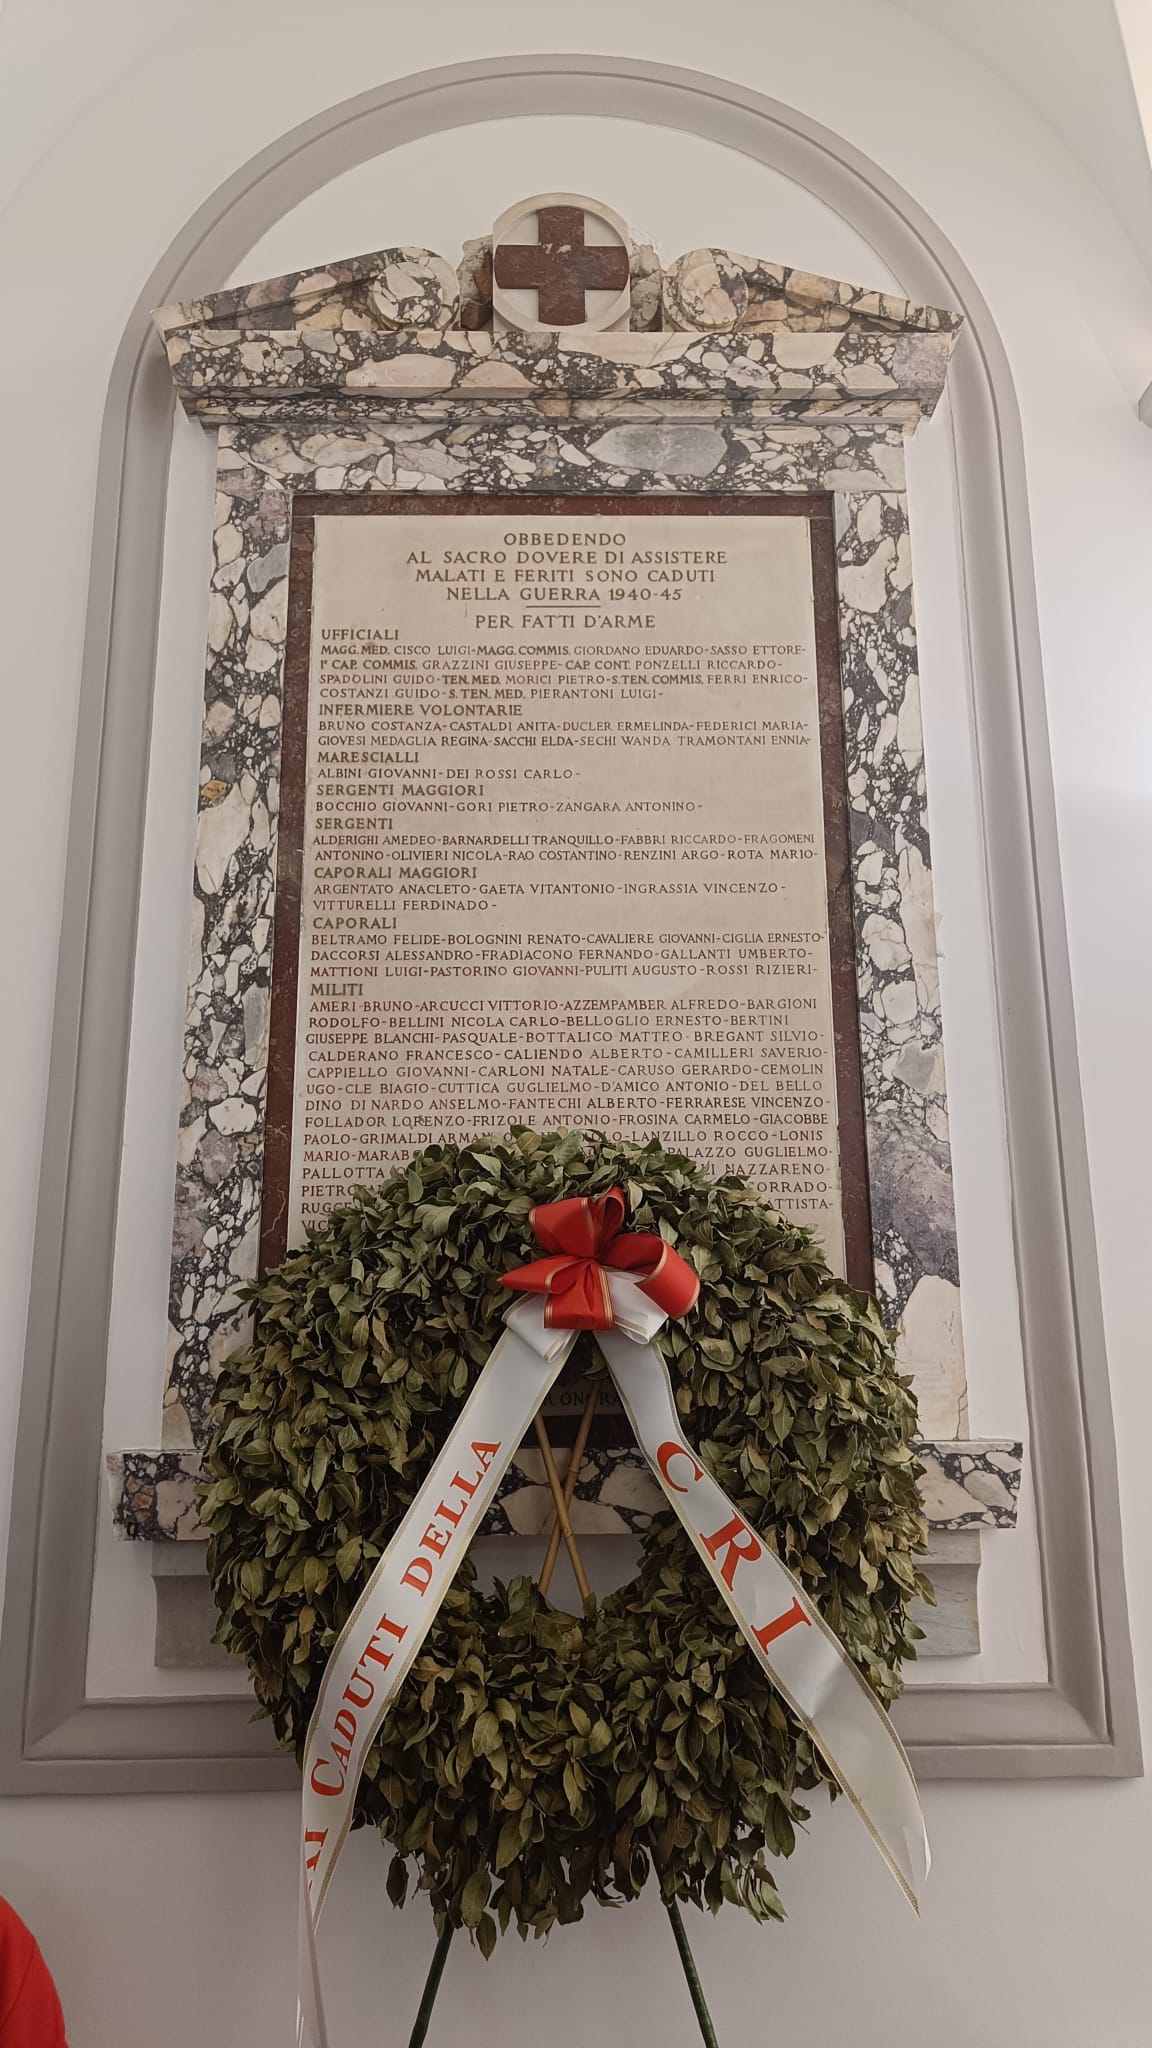 OBBEDENDO
AL SACRO DOVERE DI ASSISTERE
MALATI E FERITI SONO CADUTI
NELLA GUERRA 1940-45
PER FATTI D'ARME
UFFICIALI
MAGG. MED. CISCO LUIGI-MAGG. COMMIS. GIORDANO EDUARDO-SASSO ETTORE-
1° CAP. COMMIS. GRAZZINI GIUSEPPE-CAP. CONT. PONZELLI RICCARDO-
SPADOLINI GUIDO-TEN. MED. MORICI PIETRO-S. TEN. COMMIS. FERRI ENRICO-
COSTANZI GUIDO-S. TEN. MED. PIERANTONI LUIGI-
INFERMIERE VOLONTARIE
BRUNO COSTANZA-CASTALDI ANITA-DUCLER ERMELINDA-FEDERICI MARIA-
GIOVESI MEDAGLIA REGINA-SACCHI ELDA-SECHI WANDA TRAMONTANI ENNIA-
MARESCIALLI
ALBINI GIOVANNI-DEI ROSSI CARLO-
SERGENTI MAGGIORI
BOCCHIO GIOVANNI-GORI PIETRO-ZANGARA ANTONINO-
SERGENTI
ALDERIGHI AMEDEO-BARNARDELLI TRANQUILLO-FABBRI RICCARDO-FRAGOMENI
ANTONINO-OLIVIERI NICOLA-RAO COSTANTINO-RENZINI ARGO-ROTA MARIO-
CAPORALI MAGGIORI
ARGENTATO ANACLETO-GAETA VITANTONIO-INGRASSIA VINCENZO-
VITTURELLI FERDINADO-
CAPORALI
BELTRAMO FELIDE-BOLOGNINI RENATO-CAVALIERE GIOVANNI-CIGLIA ERNESTO-
DACCORSI ALESSANDRO-FRADIACONO FERNANDO-GALLANTI UMBERTO-
MATTIONI LUIGI-PASTORINO GIOVANNI-PULITI AUGUSTO-ROSSI RIZIERI-
MILITI
AMERI BRUNO-ARCUCCI VITTORIO-AZZEMPAMBER ALFREDO-BARGIONI
RODOLFO-BELLINI NICOLA CARLO-BELLOGLIO ERNESTO-BERTINI
GIUSEPPE BLANCHI-PASQUALE-BOTTALICO MATTEO-BREGANT SILVIO-
CALDERANO FRANCESCO-CALIENDO ALBERTO-CAMILLERI SAVERIO-
CAPPIELLO GIOVANNI-CARLONI NATALE-CARUSO GERARDO-CEMOLIN
UGO-CLE BIAGIO-CUTTICA GUGLIELMO-D'AMICO ANTONIO-DEL BELLO
DINO DI NARDO ANSELMO-FANTECHI ALBERTO-FERRARESE VINCENZO-
FOLLADOR LORENZO-FRIZOLE ANTONIO-FROSINA CARMELO-GIACOBBE
PAOLO-GRIMALDI LANZILLO ROCCO-LONIS
MARIO- PALAZZO GUGLIELMO-
PALLOTTA NAZZARENO-
CADUTI DELLA
CRI